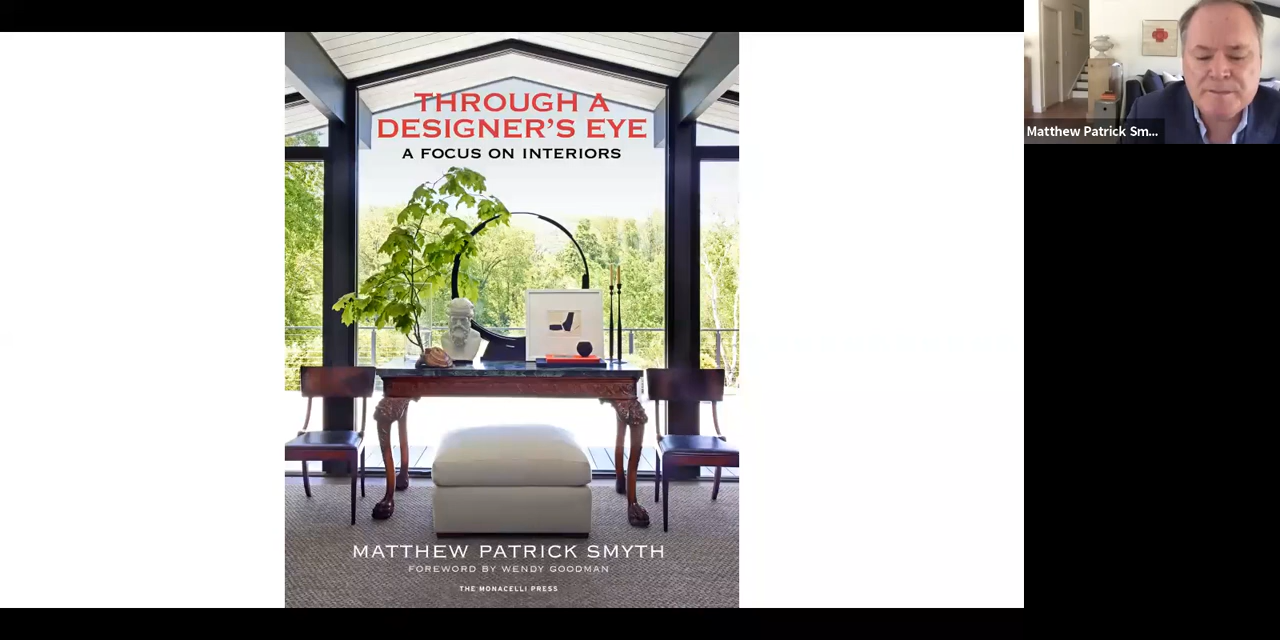 THROUGH A
DESIGNER'S EYE
A FOCUS ON INTERIORS
MATTHEW PATRICK SMYTH
FOREWORD BY WENDY GOODMAN
THE MONACELLI PRESS
Matthew Patrick Sm...